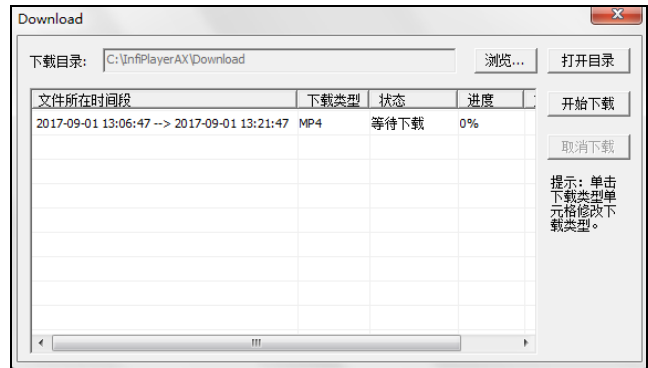 Download
下载目录: C:\InfiPlayerAX\Download 浏览... 打开目录
文件所在时间段 下载类型 状态 进度 开始下载
2017-09-01 13:06:47 --> 2017-09-01 13:21:47 MP4 等待下载 0%
取消下载
提示：单击
下载类型单
元格修改下
载类型。